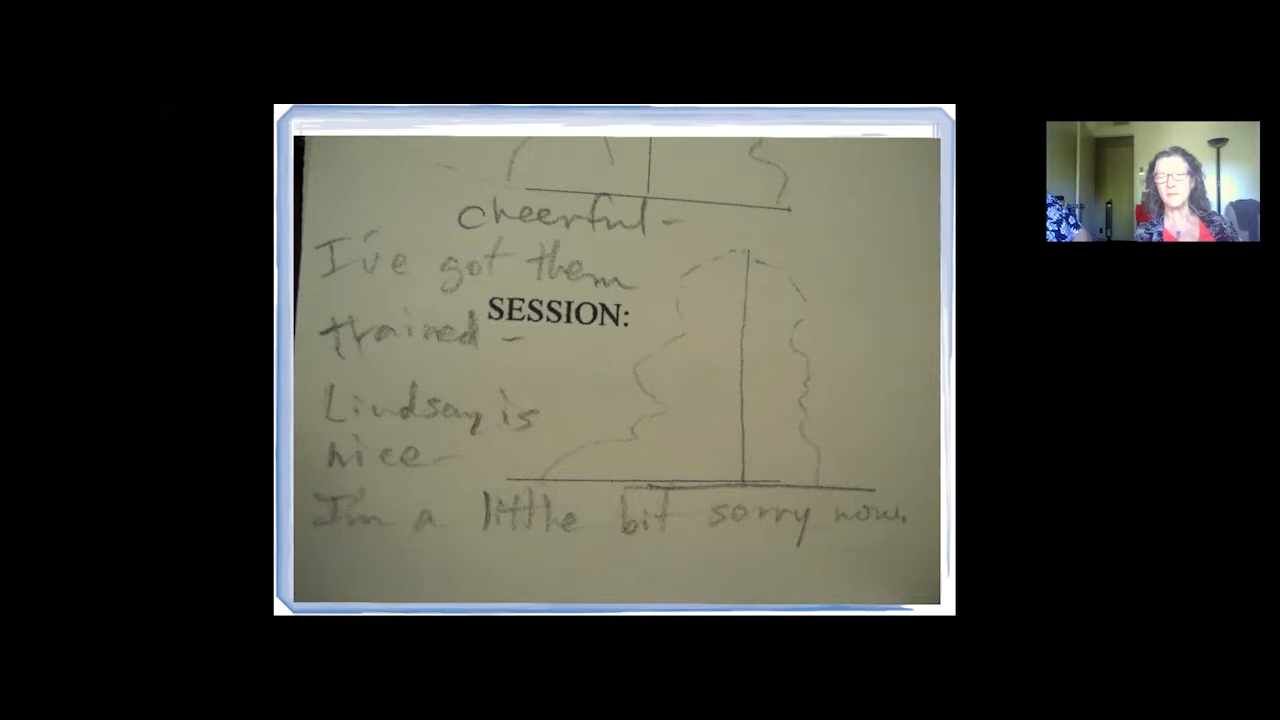 cheerful-
I've got them
SESSION:
trained-
Lindsay is
nice
I'm a little bit sorry now.